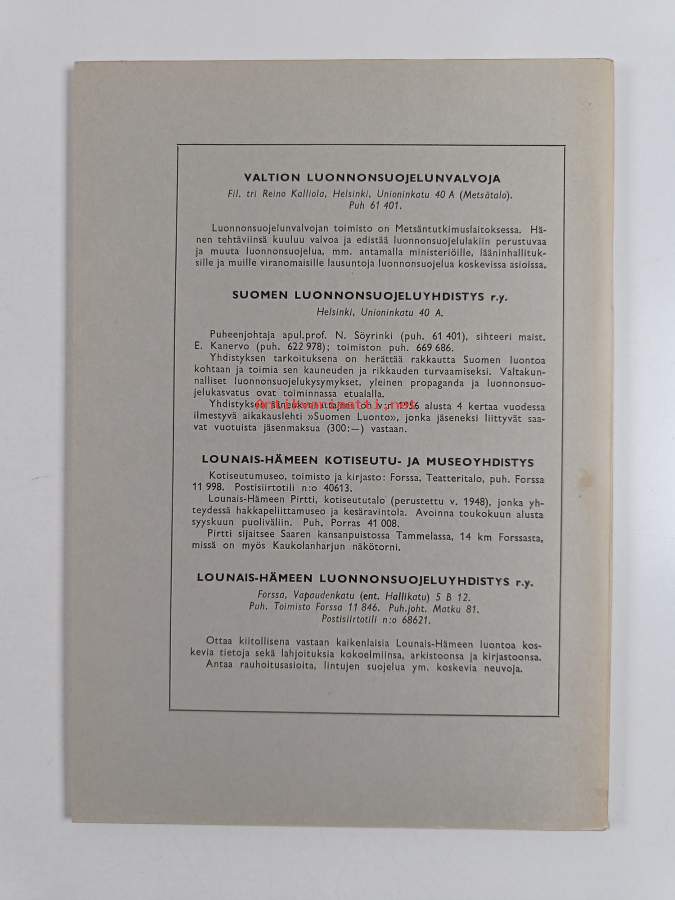 VALTION LUONNONSUOJELUNVALVOJA
Fil. tri Reino Kalliola, Helsinki, Unioninkatu 40 A (Metsätalo).
Puh 61 401.
Luonnonsuojelunvalvojan toimisto on Metsäntutkimuslaitoksessa. Hä-
nen tehtäviinsä kuuluu valvoa ja edistää luonnonsuojelulakiin perustuvaa
ja muuta luonnonsuojelua, mm. antamalla ministeriöille, lääninhallituk-
sille ja muille viranomaisille lausuntoja luonnonsuojelua koskevissa asioissa.
SUOMEN LUONNONSUOJELUYHDISTYS r.y.
Helsinki, Unioninkatu 40 A.
Puheenjohtaja apul.prof. N. Söyrinki (puh. 61 401), sihteeri maist.
E. Kanervo (puh. 622 978); toimiston puh. 669 686.
Yhdistyksen tarkoituksena on herättää rakkautta Suomen luontoa
kohtaan ja toimia sen kauneuden ja rikkauden turvaamiseksi. Valtakun-
nalliset luonnonsuojelukysymykset, yleinen propaganda ja luonnonsuo-
jelukasvatus ovat toiminnassa etualalla.
Yhdistyksen äänenkannattajana on v:n 1956 alusta 4 kertaa vuodessa
ilmestyvä aikakauslehti »Suomen Luonto», jonka jäseneksi liittyvät saa-
vat vuotuista jäsenmaksua (300:—) vastaan.
LOUNAIS-HÄMEEN KOTISEUTU- JA MUSEOYHDISTYS
Kotiseutumuseo, toimisto ja kirjasto: Forssa, Teatteritalo, puh. Forssa
11 998. Postisiirtotili n:o 40613.
Lounais-Hämeen Pirtti, kotiseututalo (perustettu v. 1948), jonka yh-
teydessä hakkapeliittamuseo ja kesäravintola. Avoinna toukokuun alusta
syyskuun puoliväliin. Puh. Porras 41 008.
Pirtti sijaitsee Saaren kansanpuistossa Tammelassa, 14 km Forssasta,
missä on myös Kaukolanharjun näkötorni.
LOUNAIS-HÄMEEN LUONNONSUOJELUYHDISTYS r.y.
Forssa, Vapaudenkatu (ent. Hallikatu) 5 B 12.
Puh. Toimisto Forssa 11 846. Puh.joht. Matku 81.
Postisiirtotili n:o 68621.
Ottaa kiitollisena vastaan kaikenlaisia Lounais-Hämeen luontoa kos-
kevia tietoja sekä lahjoituksia kokoelmiinsa, arkistoonsa ja kirjastoonsa.
Antaa rauhoitusasioita, lintujen suojelua ym. koskevia neuvoja.